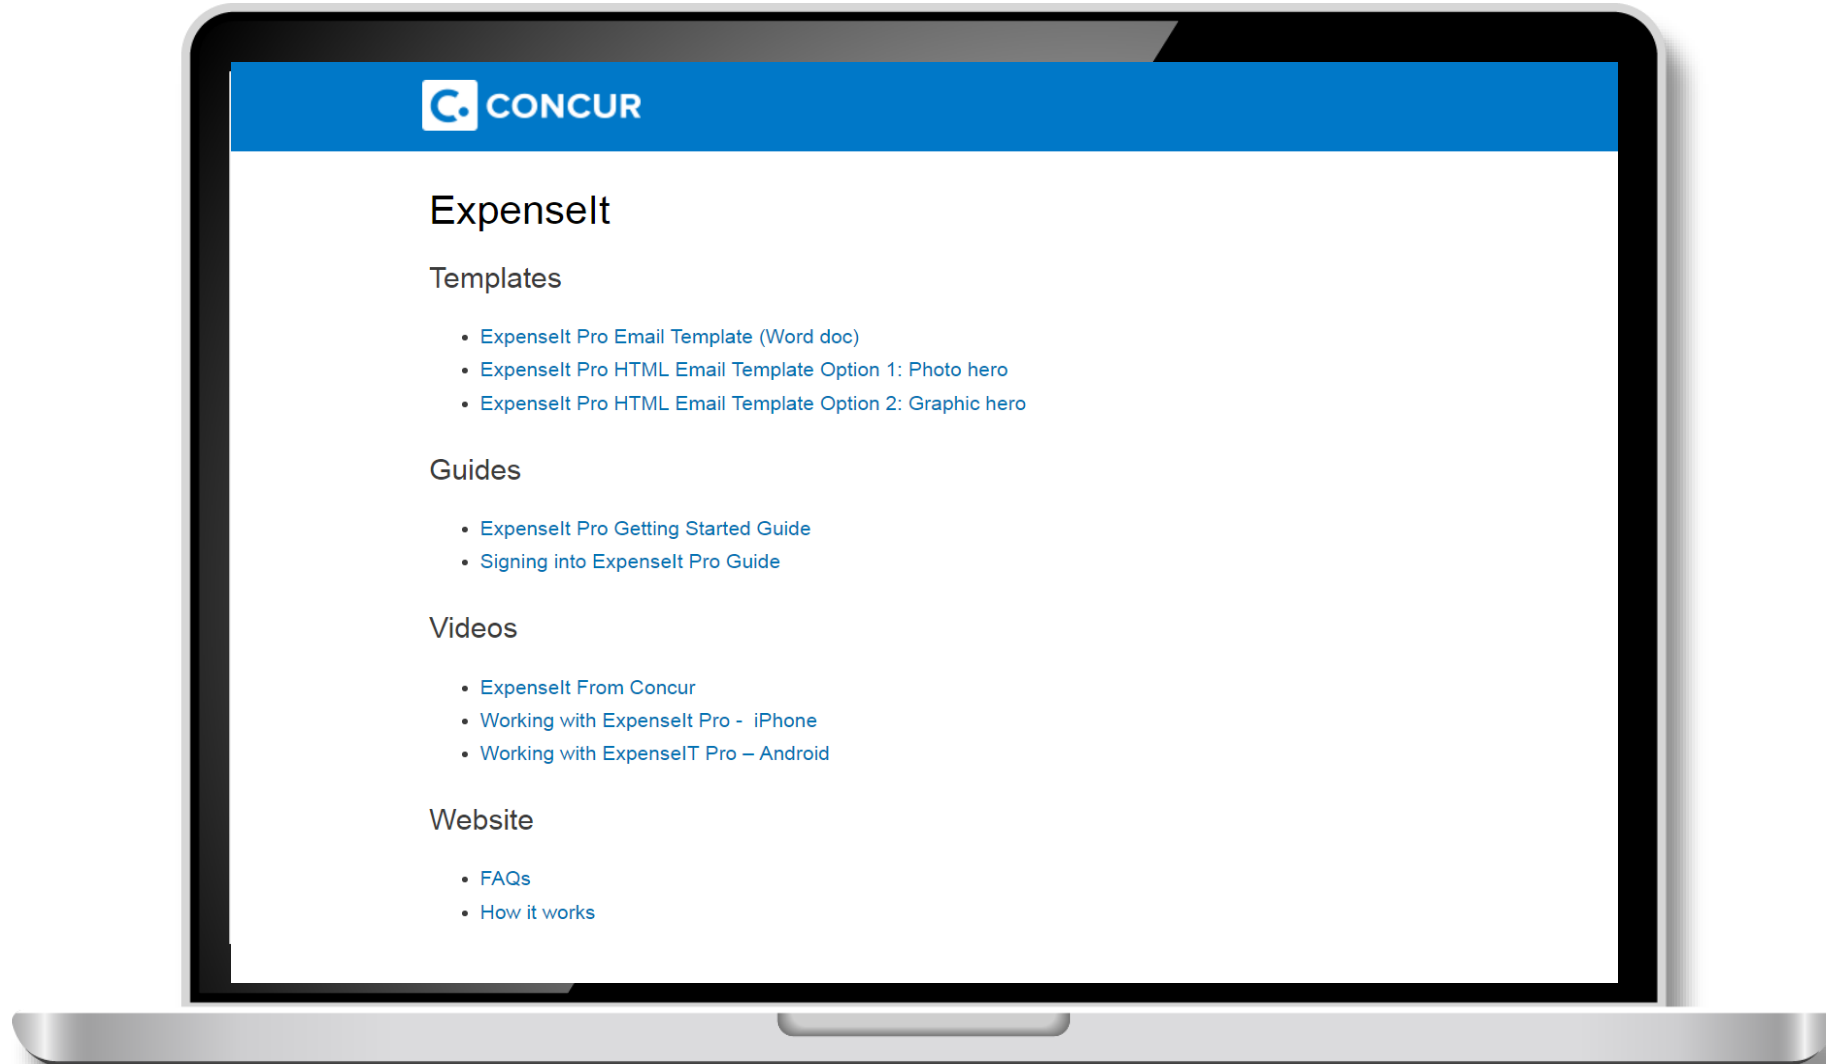 C. CONCUR
ExpenseIt
Templates
• ExpenseIt Pro Email Template (Word doc)
• ExpenseIt Pro HTML Email Template Option 1: Photo hero
• ExpenseIt Pro HTML Email Template Option 2: Graphic hero
Guides
• ExpenseIt Pro Getting Started Guide
• Signing into ExpenseIt Pro Guide
Videos
• ExpenseIt From Concur
• Working with ExpenseIt Pro -  iPhone
• Working with ExpenseIT Pro – Android
Website
• FAQs
• How it works